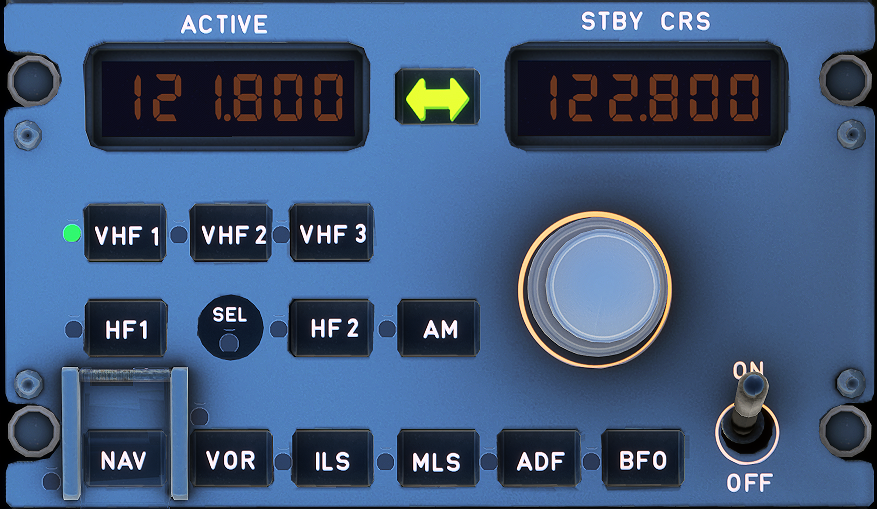 ACTIVE STBY CRS
121.800 122.800
VHF 1 VHF 2 VHF 3
HF1 SEL HF 2 AM
ON
NAV VOR ILS MLS ADF BFO
OFF